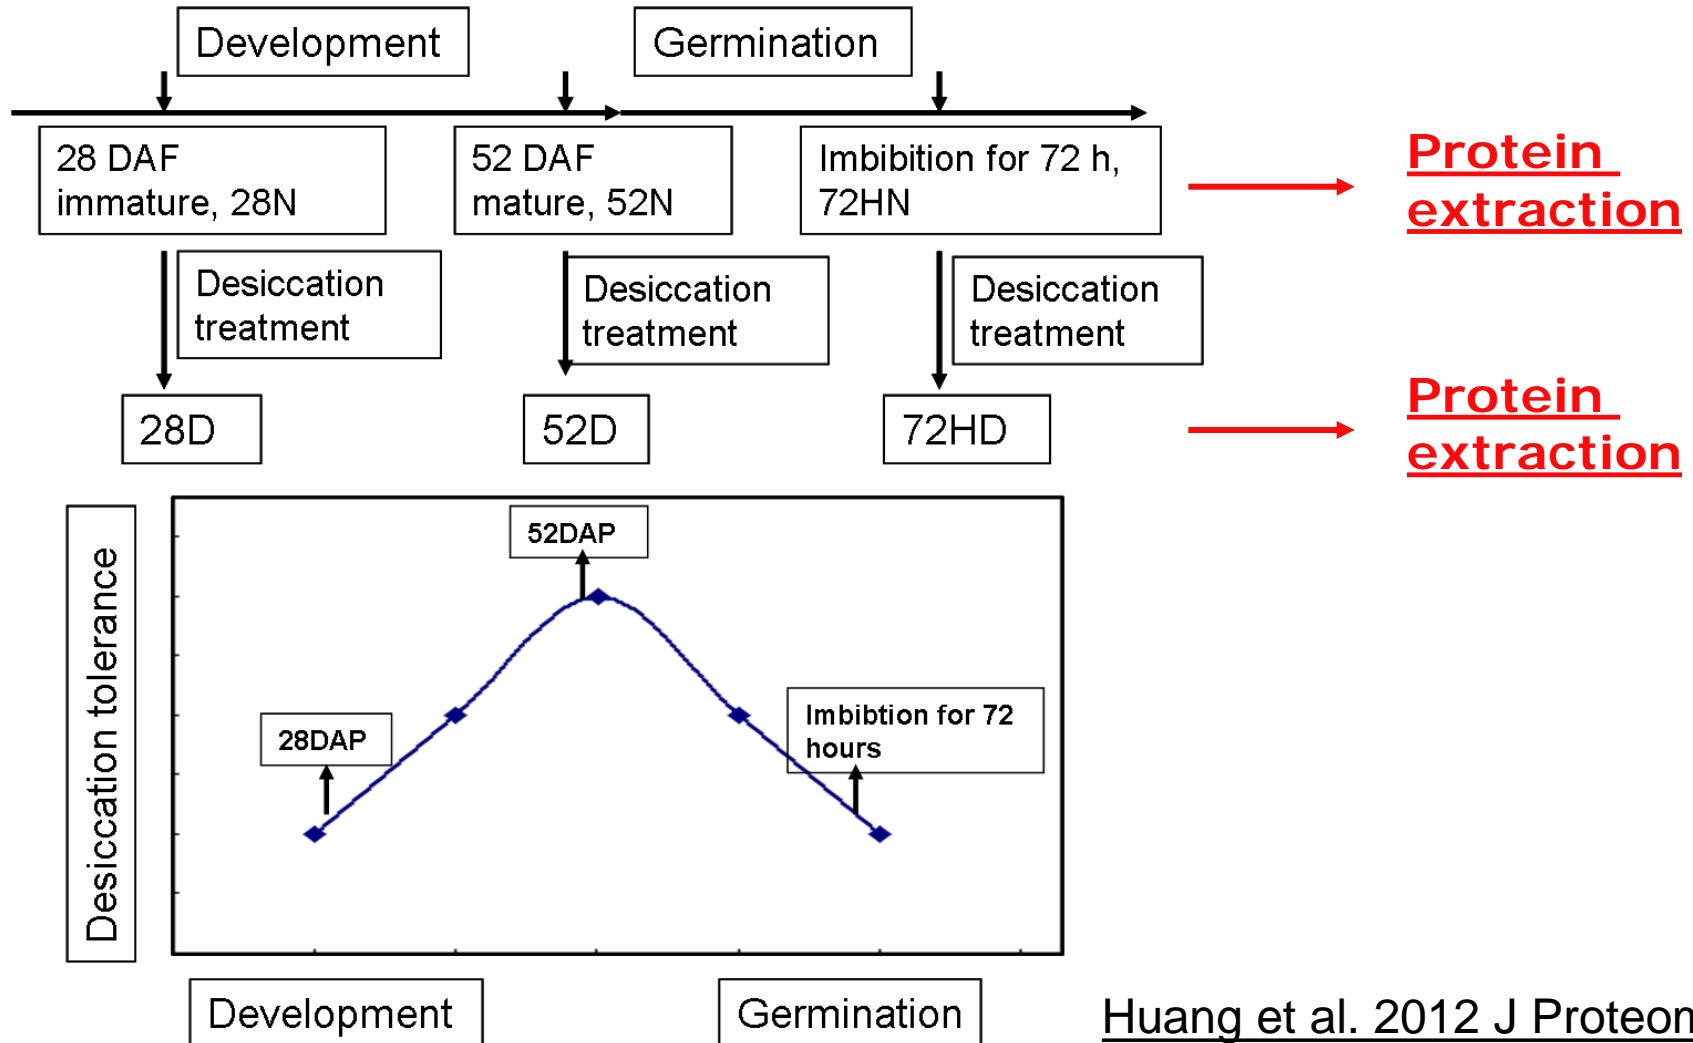 Development
Germination
28 DAF
immature, 28N
52 DAF
mature, 52N
Imbibition for 72 h,
72HN
Protein
extraction
Desiccation
treatment
Desiccation
treatment
Desiccation
treatment
28D
52D
72HD
Protein
extraction
Desiccation tolerance
52DAP
28DAP
Imbibtion for 72
hours
Development
Germination
Huang et al. 2012 J Proteom